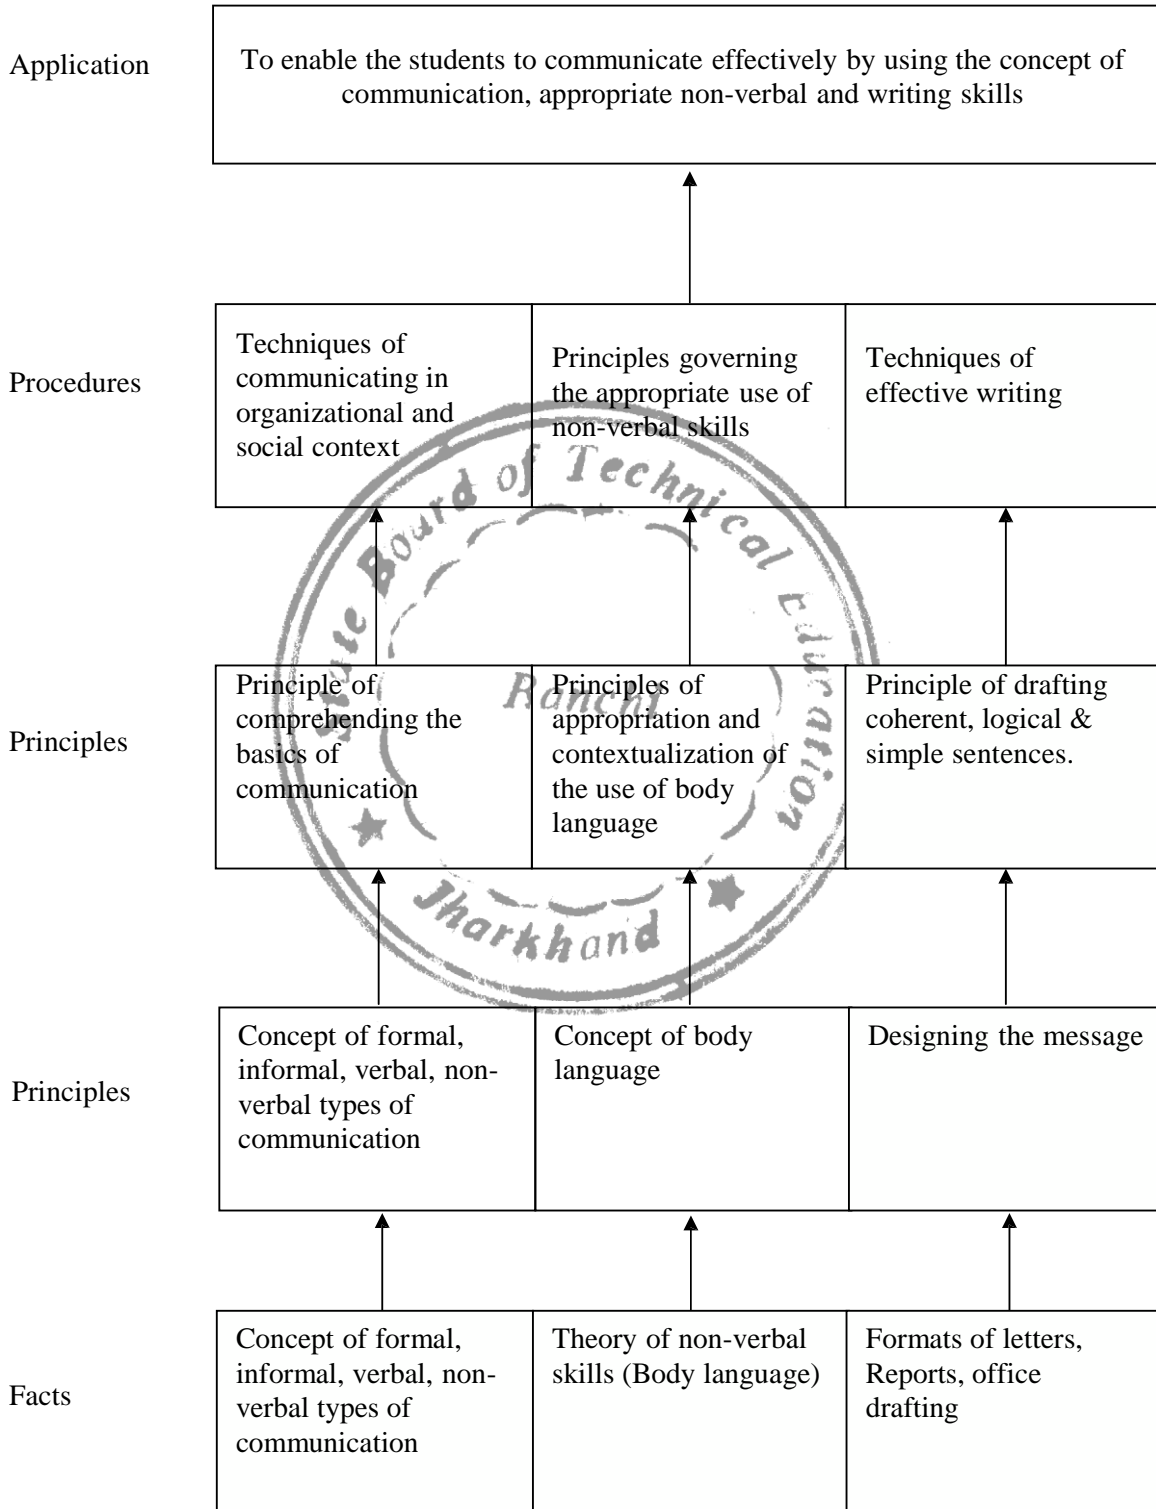 Application
To enable the students to communicate effectively by using the concept of
communication, appropriate non-verbal and writing skills
Procedures
Techniques of
communicating in
organizational and
social context
Principles governing
the appropriate use of
non-verbal skills
Techniques of
effective writing
State Board of Technical Education
Ranchi
Jharkhand
Principles
Principle of
comprehending the
basics of
communication
Principles of
appropriation and
contextualization of
the use of body
language
Principle of drafting
coherent, logical &
simple sentences.
Principles
Concept of formal,
informal, verbal, non-
verbal types of
communication
Concept of body
language
Designing the message
Facts
Concept of formal,
informal, verbal, non-
verbal types of
communication
Theory of non-verbal
skills (Body language)
Formats of letters,
Reports, office
drafting